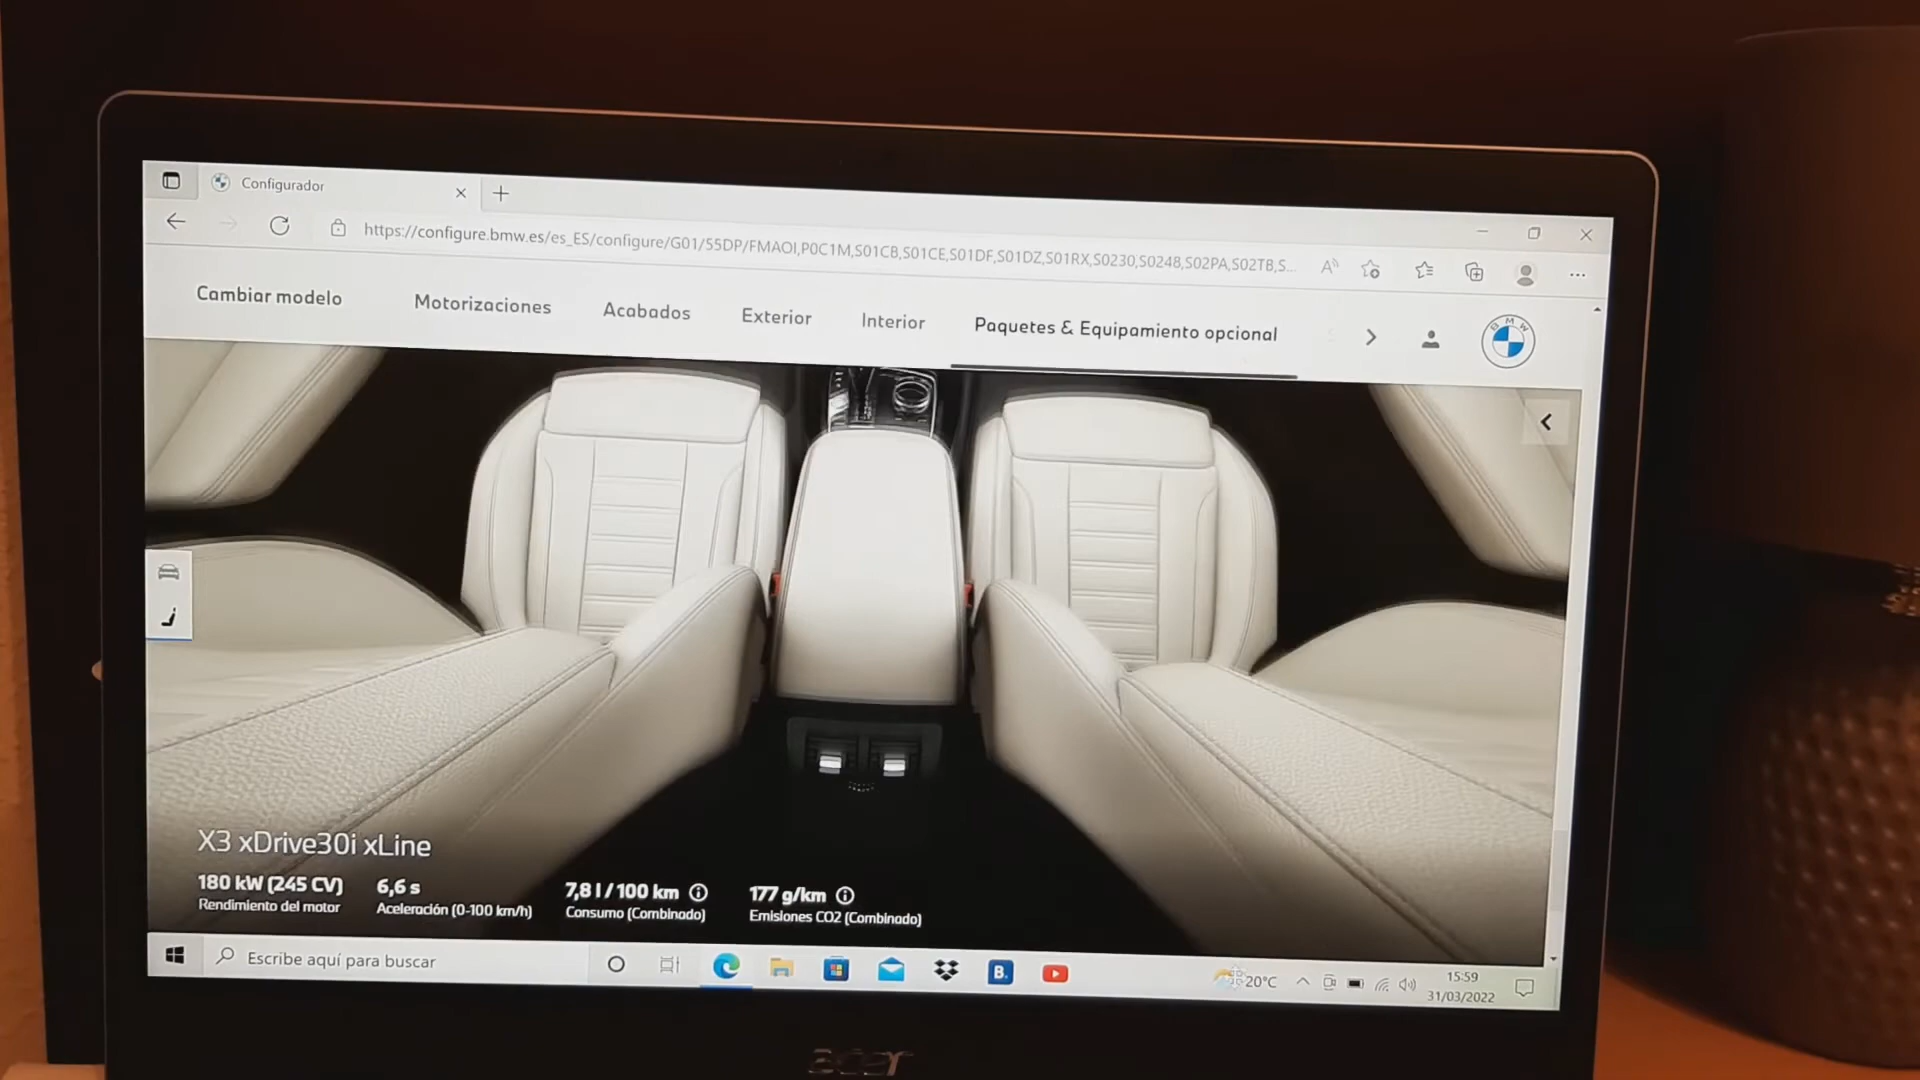 Configurador
https://configure.bmw.es/es_ES/configure/G01/55DP/FMAOI,P0C1M,S01CB,S01CE,S01DF,S01DZ,S01RX,S0230,S0248,S02PA,S02TB,S...
Cambiar modelo
Motorizaciones
Acabados
Exterior
Interior
Paquetes & Equipamiento opcional
BMW
X3 xDrive30i xLine
180 kW (245 CV)
Rendimiento del motor
6,6 s
Aceleración (0-100 km/h)
7,8 l / 100 km
Consumo (Combinado)
177 g/km
Emisiones CO2 (Combinado)
Escribe aquí para buscar
B.
20°C
15:59
31/03/2022
acer